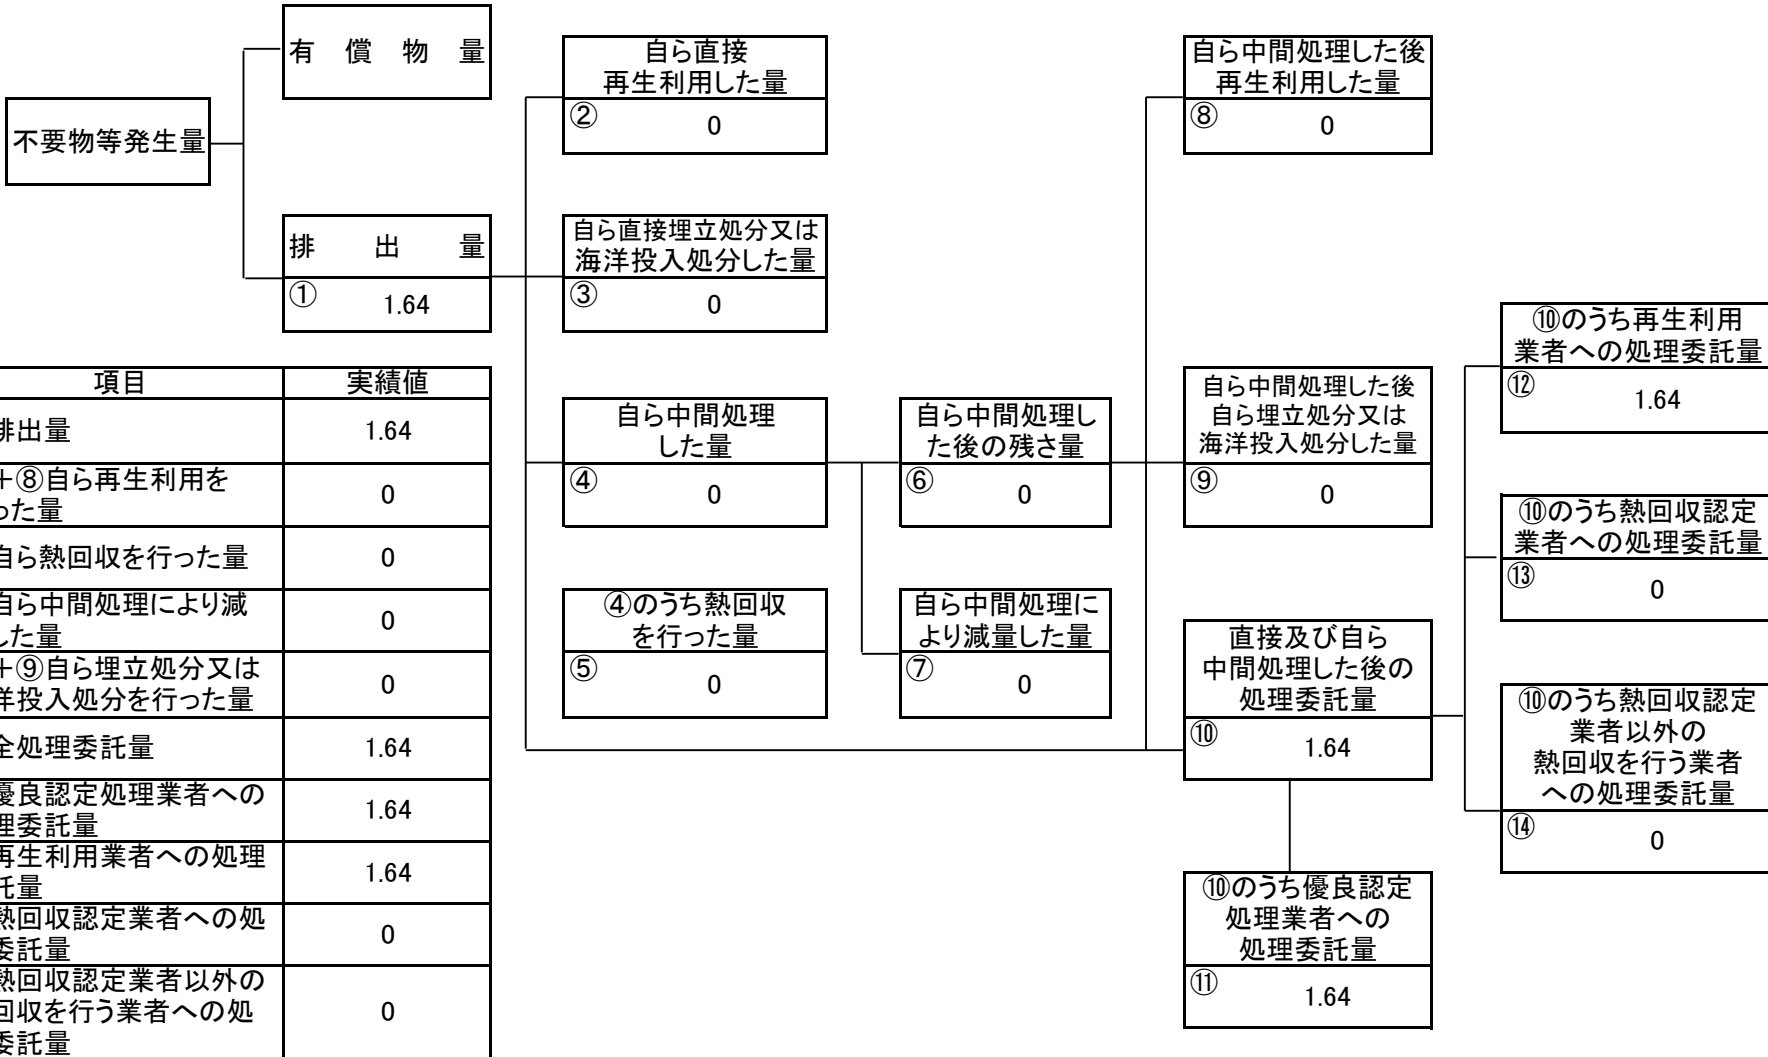 有償物量
不要物等発生量
排出量
① 1.64
自ら直接
再生利用した量
② 0
自ら直接埋立処分又は
海洋投入処分した量
③ 0
自ら中間処理
した量
④ 0
④のうち熱回収
を行った量
⑤ 0
自ら中間処理し
た後の残さ量
⑥ 0
自ら中間処理に
より減量した量
⑦ 0
自ら中間処理した後
再生利用した量
⑧ 0
自ら中間処理した後
自ら埋立処分又は
海洋投入処分した量
⑨ 0
直接及び自ら
中間処理した後の
処理委託量
⑩ 1.64
⑩のうち優良認定
処理業者への
処理委託量
⑪ 1.64
⑩のうち再生利用
業者への処理委託量
⑫ 1.64
⑩のうち熱回収認定
業者への処理委託量
⑬ 0
⑩のうち熱回収認定
業者以外の
熱回収を行う業者
への処理委託量
⑭ 0
項目 実績値
排出量 1.64
+⑧自ら再生利用を
った量 0
自ら熱回収を行った量 0
自ら中間処理により減
した量 0
+⑨自ら埋立処分又は
洋投入処分を行った量 0
全処理委託量 1.64
優良認定処理業者への
理委託量 1.64
再生利用業者への処理
託量 1.64
熱回収認定業者への処
委託量 0
熱回収認定業者以外の
回収を行う業者への処
委託量 0